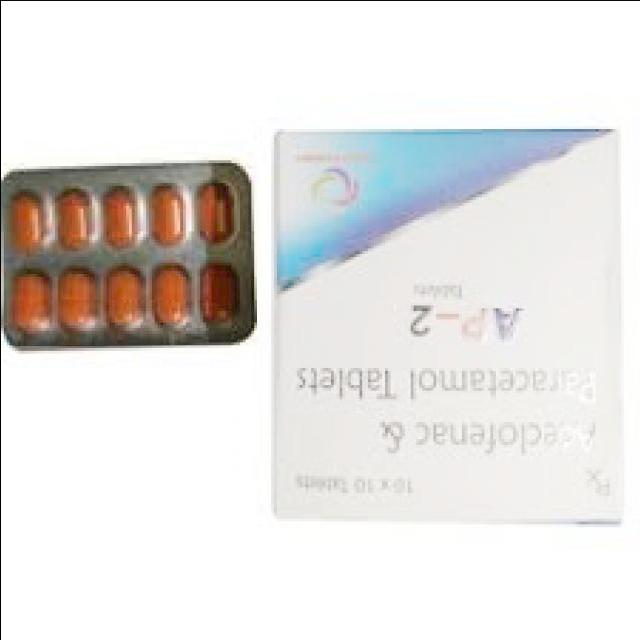 Rx
10 x 10 Tablets
Aceclofenac &
Paracetamol Tablets
AP-2
Tablets